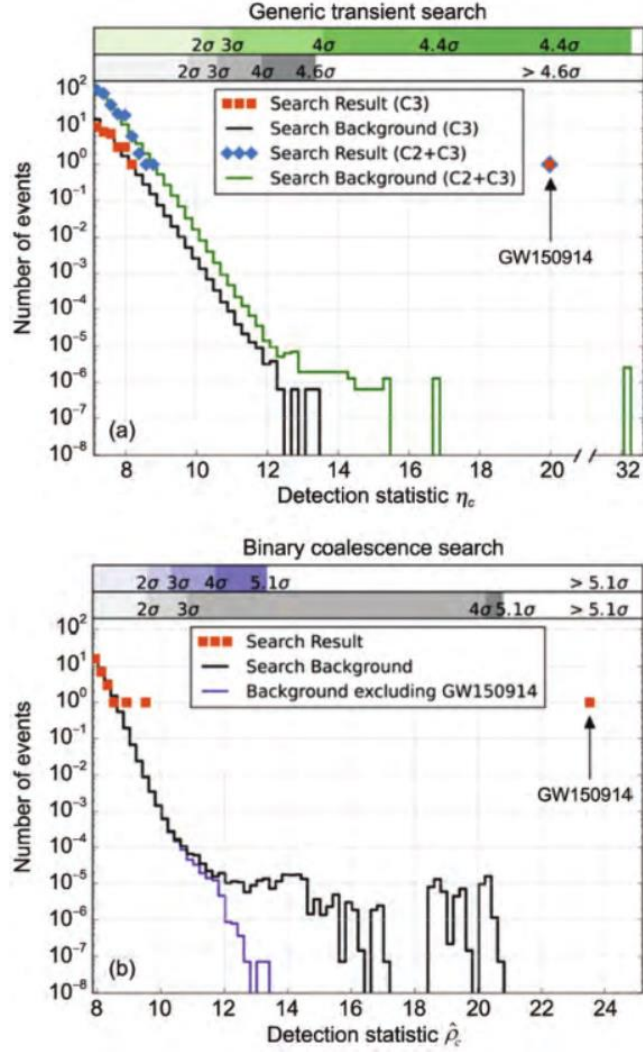 Generic transient search
2σ 3σ 4σ 4.4σ 4.4σ
2σ 3σ 4σ 4.6σ > 4.6σ
10² 10¹ 10⁰ 10⁻¹ 10⁻² 10⁻³ 10⁻⁴ 10⁻⁵ 10⁻⁶ 10⁻⁷ 10⁻⁸
Number of events
Search Result (C3)
Search Background (C3)
Search Result (C2+C3)
Search Background (C2+C3)
GW150914
(a)
8 10 12 14 16 18 20 32
Detection statistic η_c
Binary coalescence search
2σ 3σ 4σ 5.1σ > 5.1σ
2σ 3σ 4σ 5.1σ > 5.1σ
10² 10¹ 10⁰ 10⁻¹ 10⁻² 10⁻³ 10⁻⁴ 10⁻⁵ 10⁻⁶ 10⁻⁷ 10⁻⁸
Number of events
Search Result
Search Background
Background excluding GW150914
GW150914
(b)
8 10 12 14 16 18 20 22 24
Detection statistic ρ̂_c